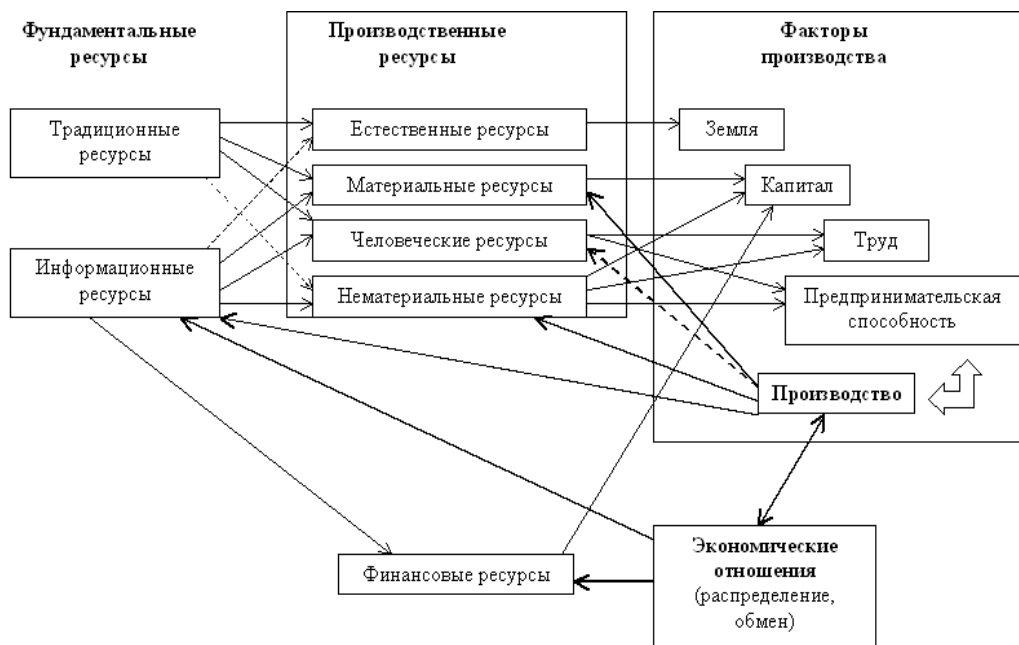 Фундаментальные
ресурсы
Производственные
ресурсы
Факторы
производства
Традиционные
ресурсы
Естественные ресурсы
Земля
Материальные ресурсы
Капитал
Человеческие ресурсы
Труд
Информационные
ресурсы
Нематериальные ресурсы
Предпринимательская
способность
Производство
Финансовые ресурсы
Экономические
отношения
(распределение,
обмен)